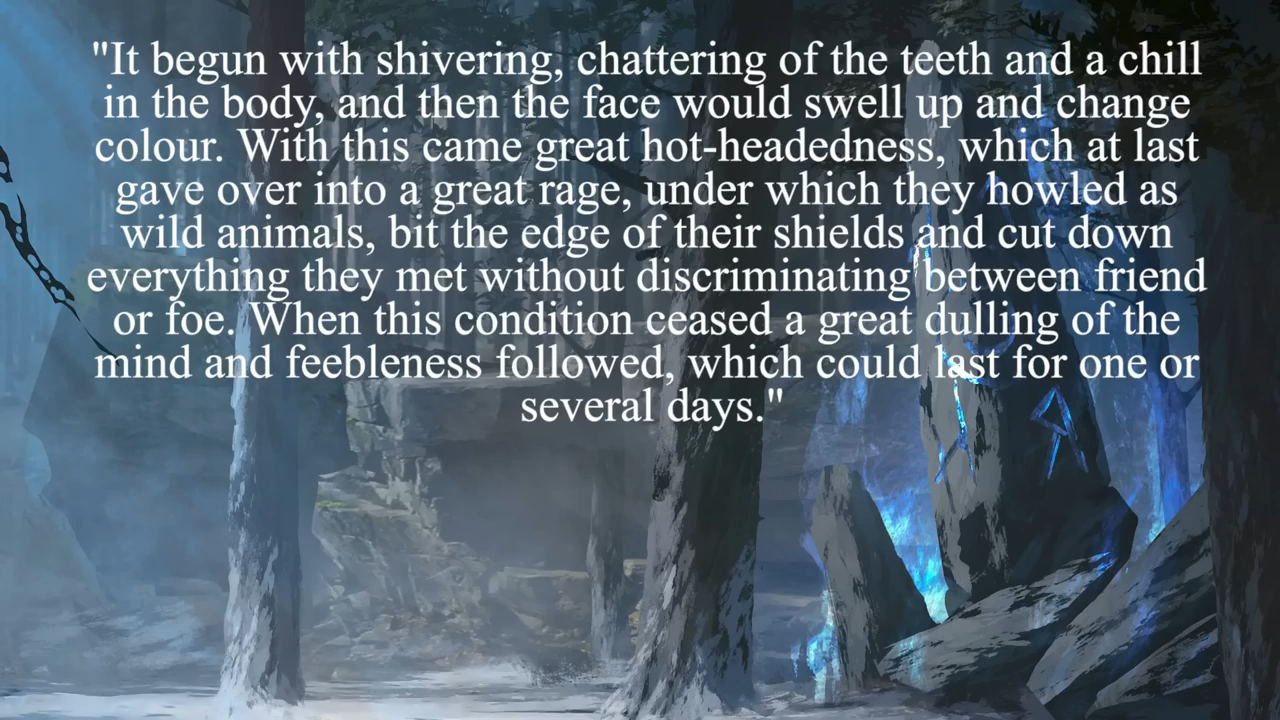 "It begun with shivering, chattering of the teeth and a chill
in the body, and then the face would swell up and change
colour. With this came great hot-headedness, which at last
gave over into a great rage, under which they howled as
wild animals, bit the edge of their shields and cut down
everything they met without discriminating between friend
or foe. When this condition ceased a great dulling of the
mind and feebleness followed, which could last for one or
several days."